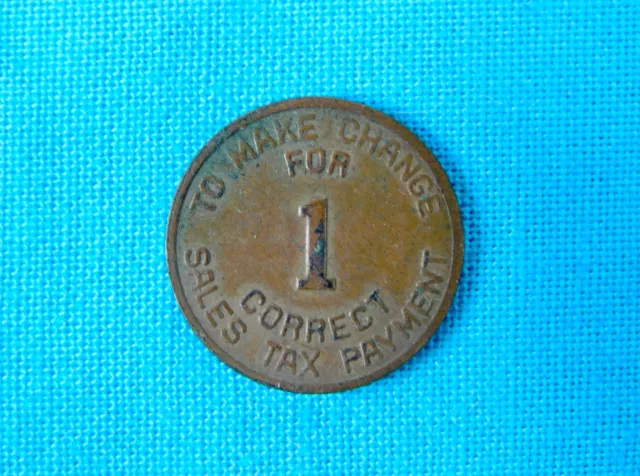 TO MAKE CHANGE
FOR
1
CORRECT
SALES TAX PAYMENT